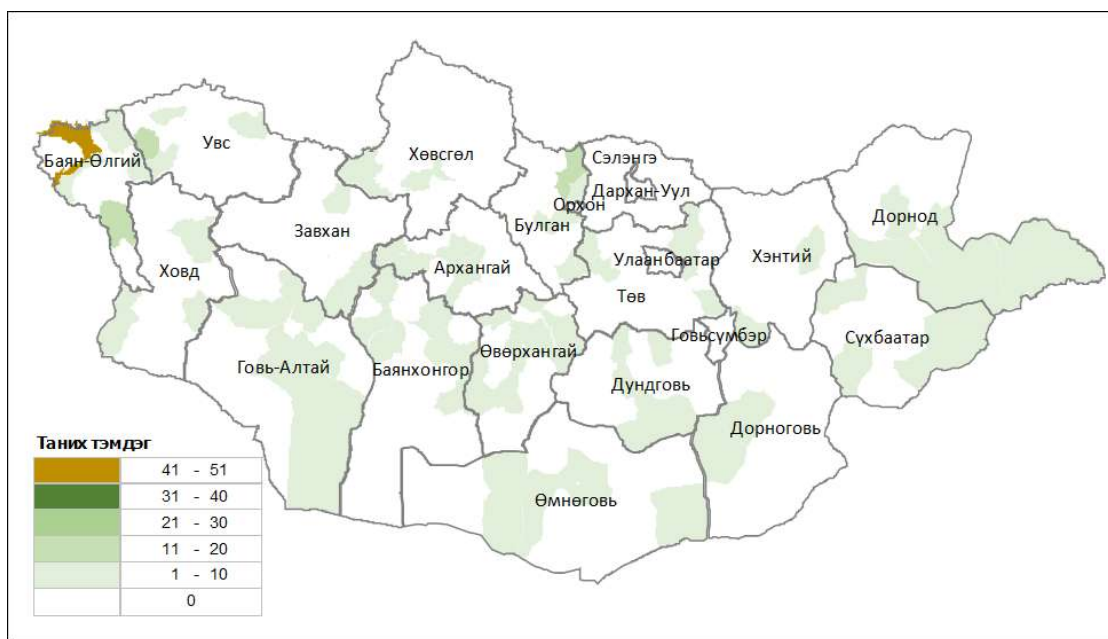 Увс
Хөвсгөл
Баян-Өлгий
Сэлэнгэ
Дархан-Уул
Орхон
Булган
Дорнод
Завхан
Ховд
Архангай
Улаанбаатар
Хэнтий
Төв
Говьсүмбэр
Сүхбаатар
Өвөрхангай
Говь-Алтай
Баянхонгор
Дундговь
Дорноговь
Өмнөговь
Таних тэмдэг
41 - 51
31 - 40
21 - 30
11 - 20
1 - 10
0